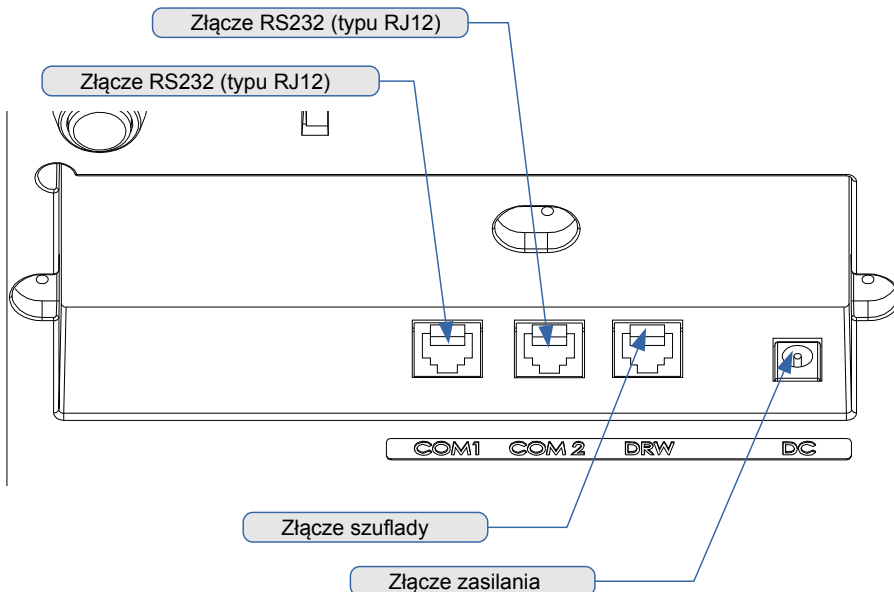 Złącze RS232 (typu RJ12)
Złącze RS232 (typu RJ12)
COM1 COM 2 DRW DC
Złącze szuflady
Złącze zasilania